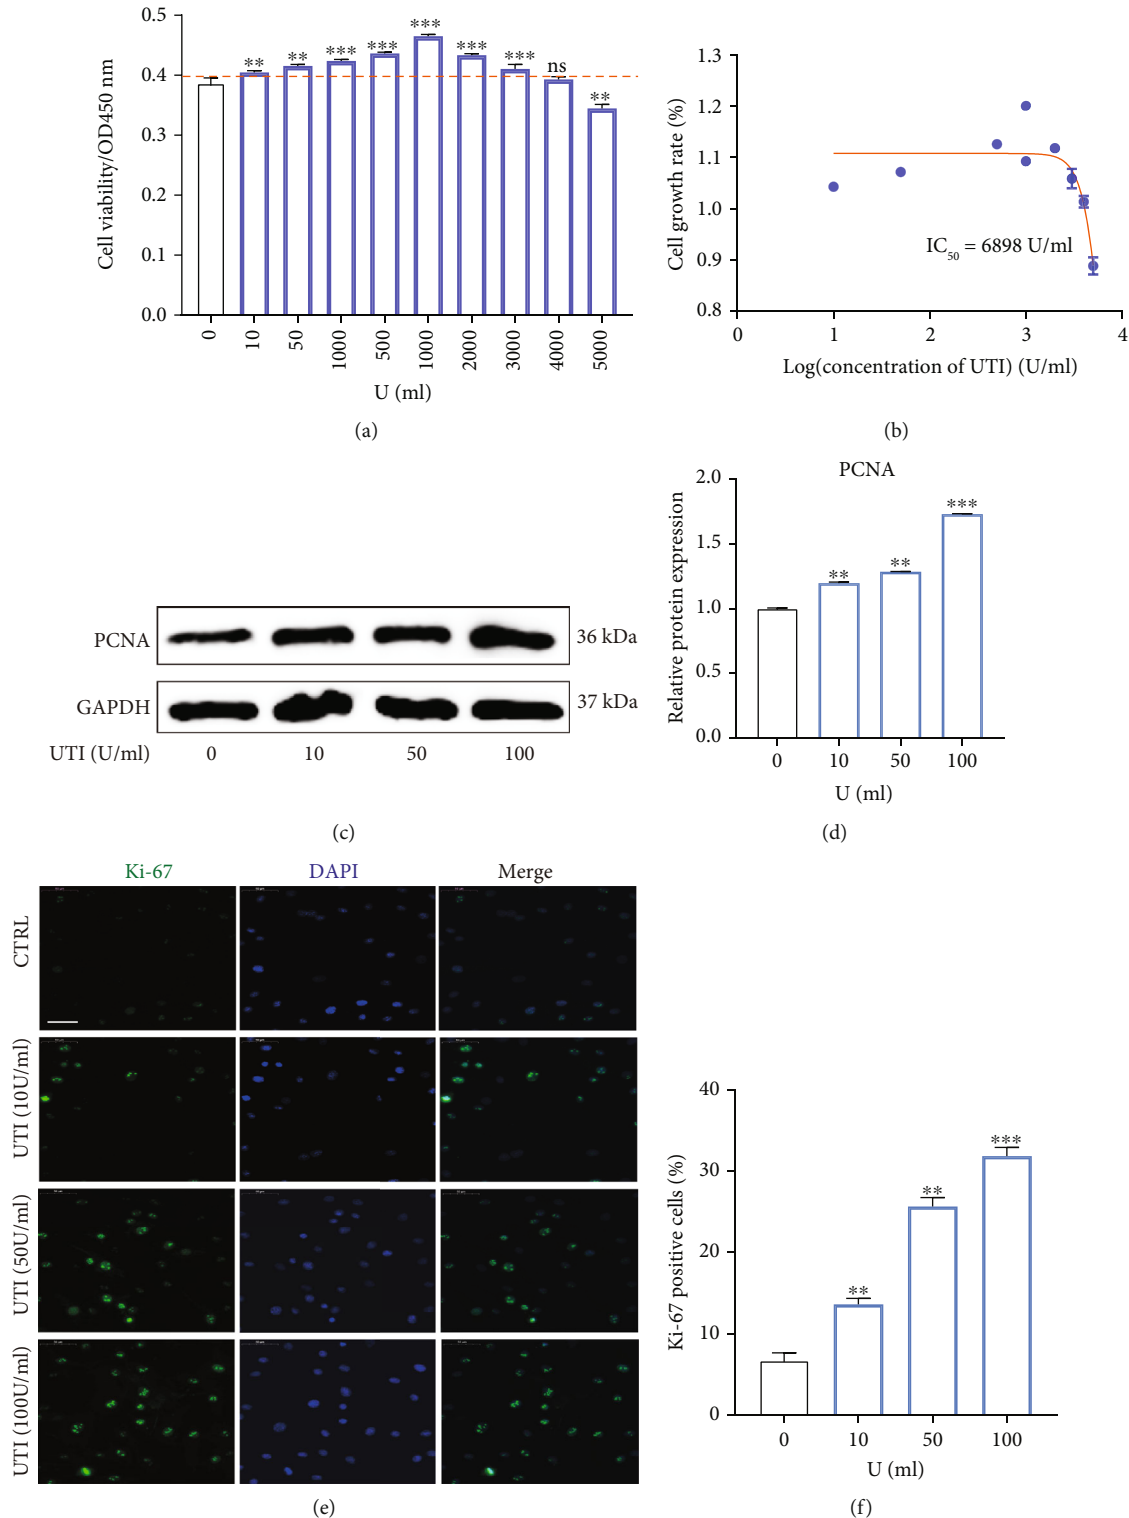 0.5
0.4
0.3
0.2
0.1
0.0
Cell viability/OD450 nm
** ** *** *** *** *** *** ns **
0 10 50 1000 500 1000 2000 3000 4000 5000
U (ml)
(a)
1.3
1.2
1.1
1.0
0.9
0.8
Cell growth rate (%)
IC50 = 6898 U/ml
0 1 2 3 4
Log(concentration of UTI) (U/ml)
(b)
PCNA 36 kDa
GAPDH 37 kDa
UTI (U/ml) 0 10 50 100
(c)
PCNA
2.0
1.5
1.0
0.5
0.0
Relative protein expression
** ** ***
0 10 50 100
U (ml)
(d)
Ki-67 DAPI Merge
CTRL
UTI (10U/ml)
UTI (50U/ml)
UTI (100U/ml)
(e)
40
30
20
10
0
Ki-67 positive cells (%)
** ** ***
0 10 50 100
U (ml)
(f)